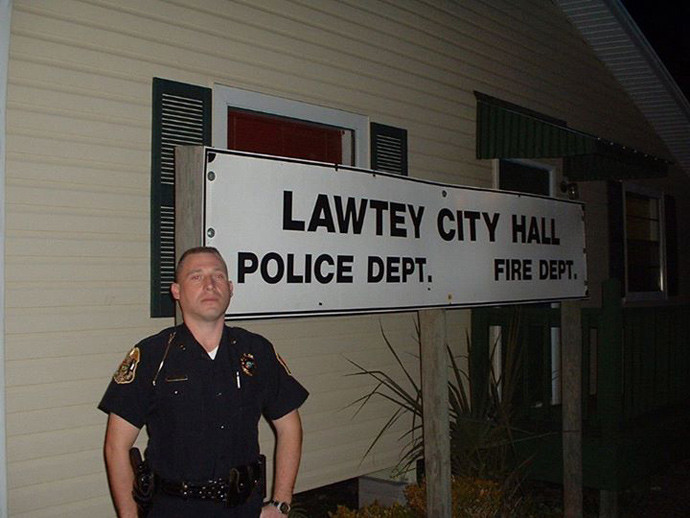 LAWTEY CITY HALL
POLICE DEPT. FIRE DEPT.